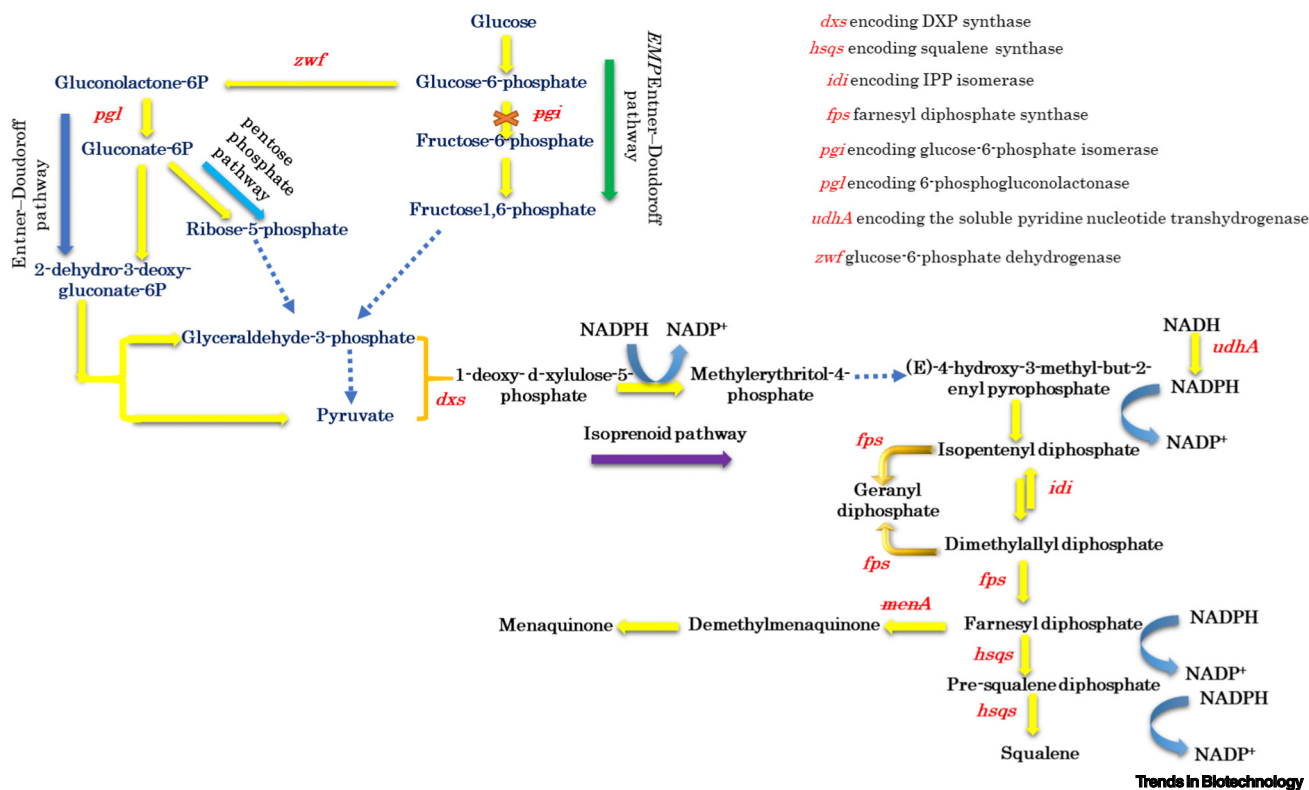 Glucose
zwf
Gluconolactone-6P
Glucose-6-phosphate
pgl
pgi
Gluconate-6P
Fructose-6-phosphate
Entner–Doudoroff
pathway
pentose
phosphate
pathway
EMPEntner–Doudoroff
pathway
Ribose-5-phosphate
Fructose1,6-phosphate
2-dehydro-3-deoxy-
gluconate-6P
Glyceraldehyde-3-phosphate
Pyruvate
dxs
1-deoxy-d-xylulose-5-
phosphate
NADPH
NADP+
Methylerythritol-4-
phosphate
Isoprenoid pathway
dxs encoding DXP synthase
hsqs encoding squalene synthase
idi encoding IPP isomerase
fps farnesyl diphosphate synthase
pgi encoding glucose-6-phosphate isomerase
pgl encoding 6-phosphogluconolactonase
udhA encoding the soluble pyridine nucleotide transhydrogenase
zwf glucose-6-phosphate dehydrogenase
NADH
udhA
(E)-4-hydroxy-3-methyl-but-2-
enyl pyrophosphate
NADPH
NADP+
fps
Isopentenyl diphosphate
Geranyl
diphosphate
idi
Dimethylallyl diphosphate
fps
fps
menA
Menaquinone
Demethylmenaquinone
Farnesyl diphosphate
NADPH
hsqs
NADP+
Pre-squalene diphosphate
NADPH
hsqs
Squalene
NADP+
Trends in Biotechnology